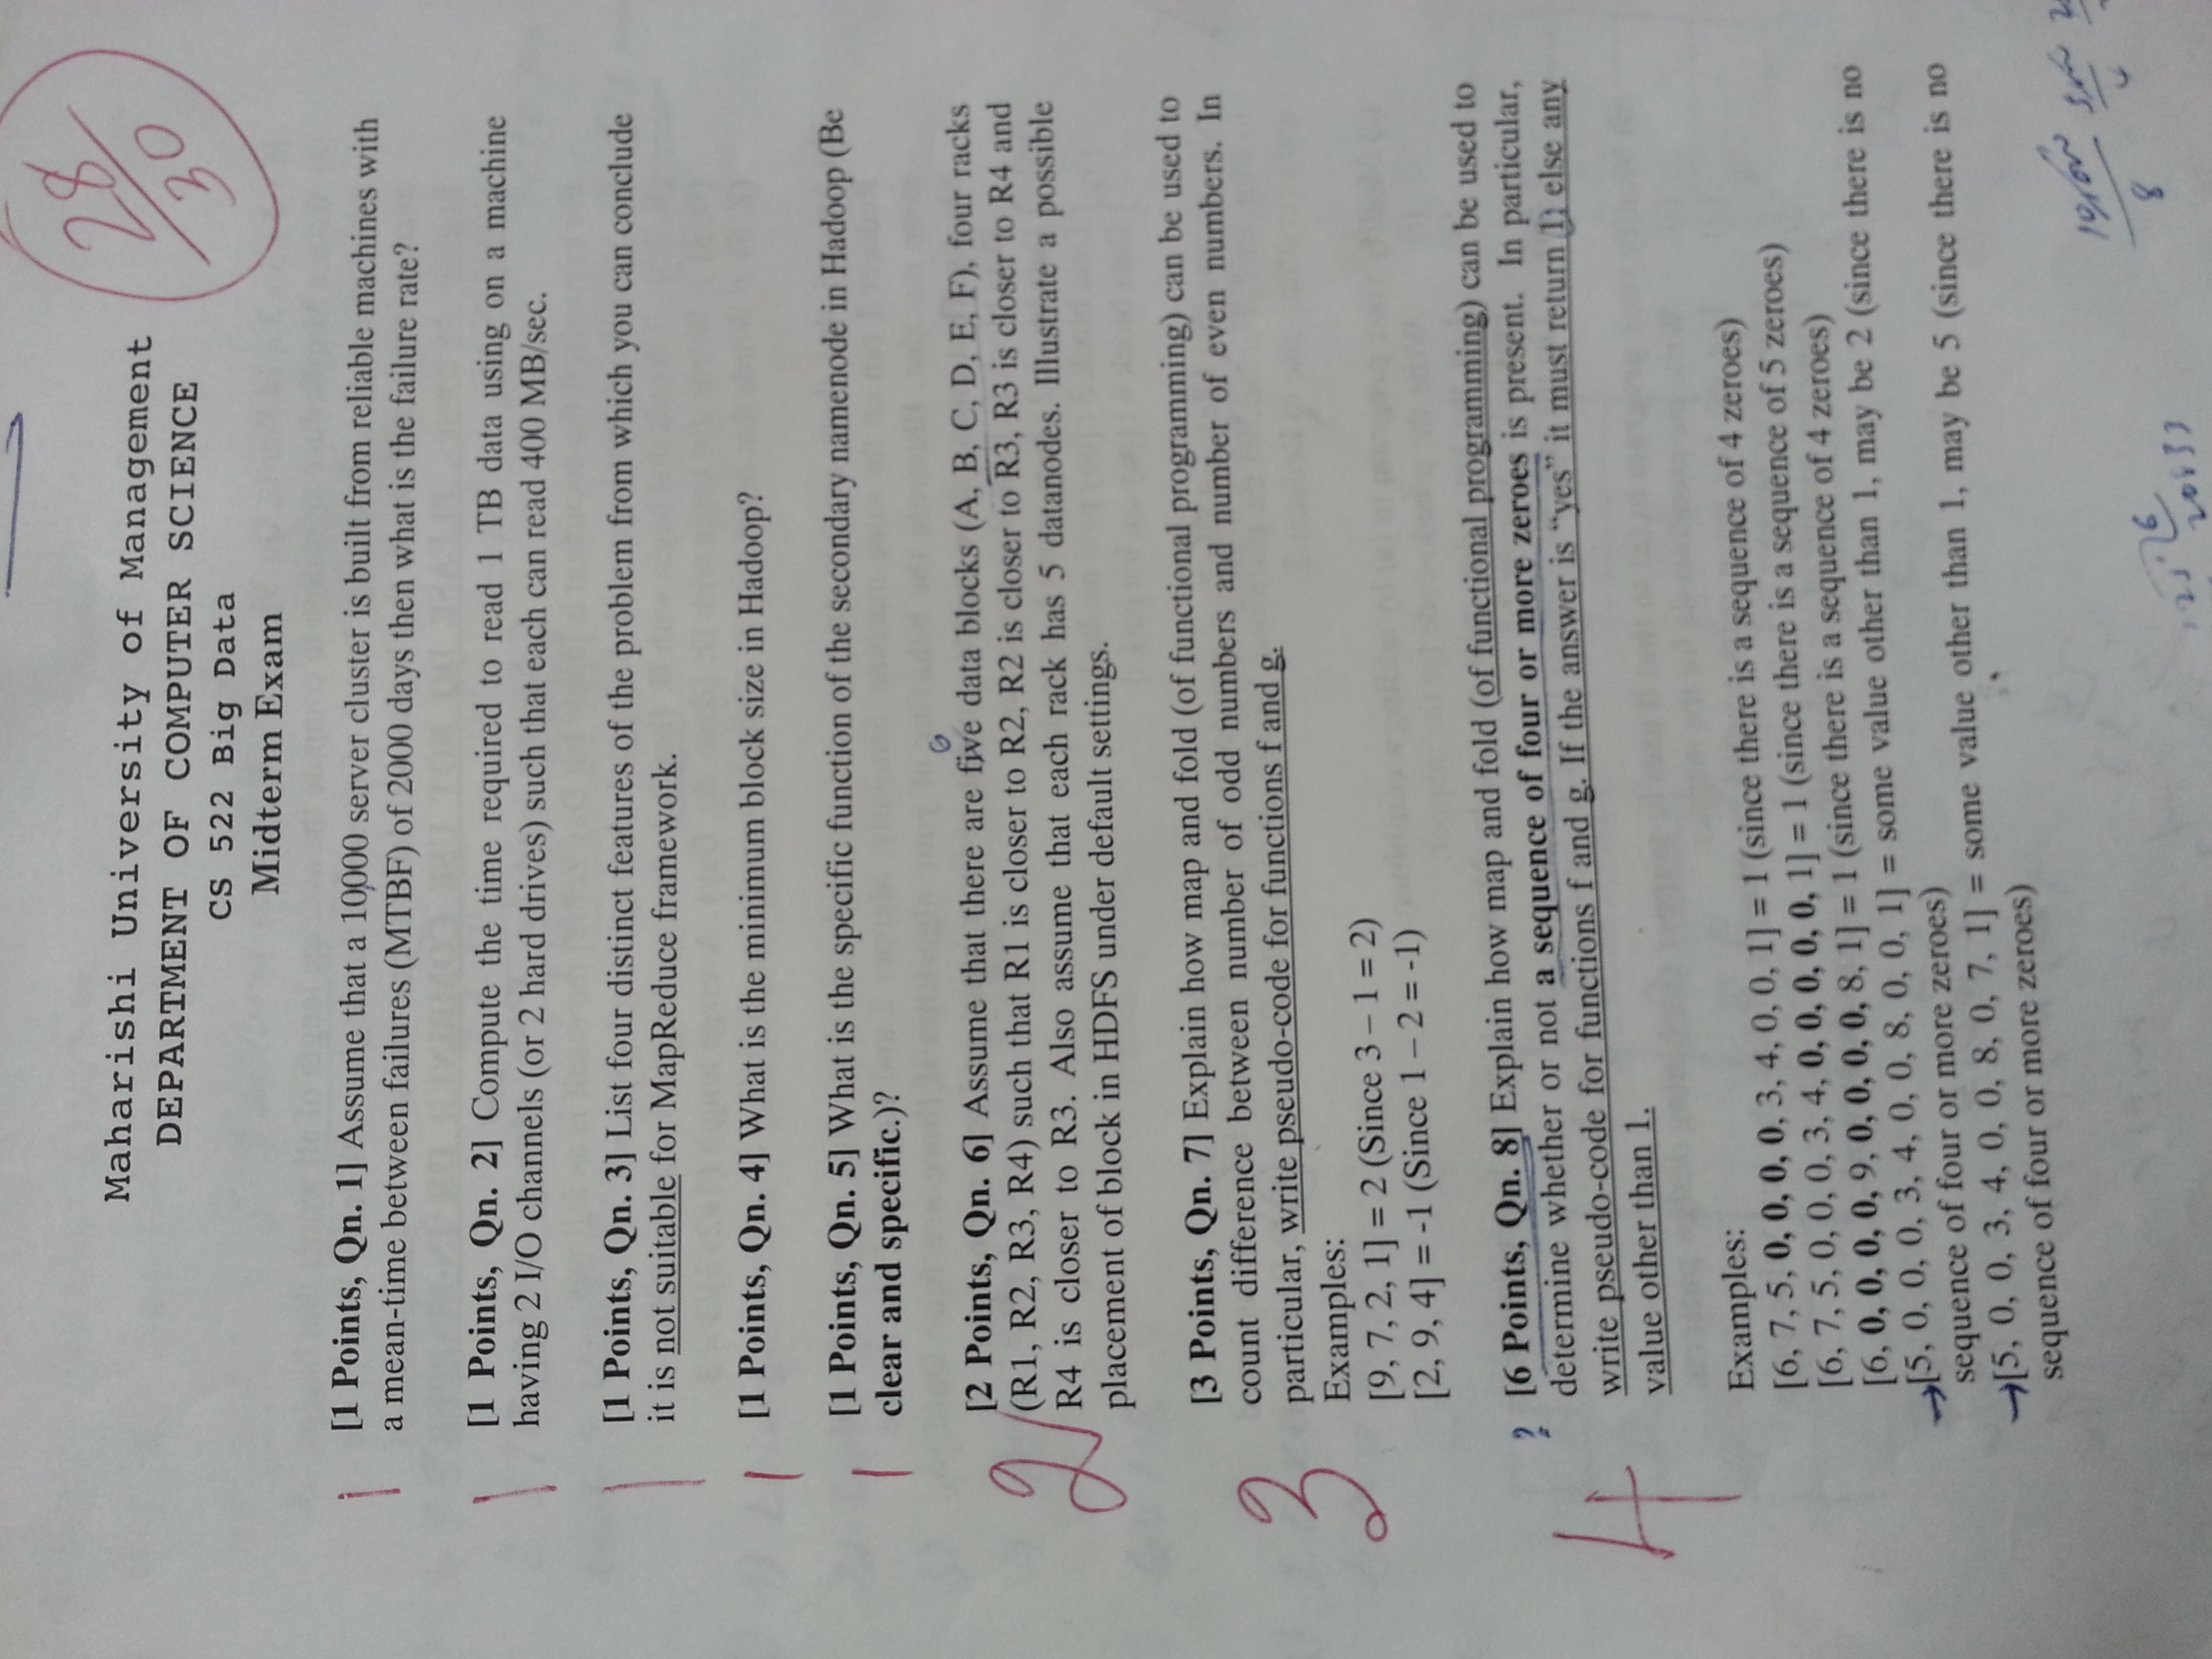 28
30
Maharishi University of Management
DEPARTMENT OF COMPUTER SCIENCE
CS 522 Big Data
Midterm Exam
1 [1 Points, Qn. 1] Assume that a 10,000 server cluster is built from reliable machines with
a mean-time between failures (MTBF) of 2000 days then what is the failure rate?
1 [1 Points, Qn. 2] Compute the time required to read 1 TB data using on a machine
having 2 I/O channels (or 2 hard drives) such that each can read 400 MB/sec.
1 [1 Points, Qn. 3] List four distinct features of the problem from which you can conclude
it is not suitable for MapReduce framework.
1 [1 Points, Qn. 4] What is the minimum block size in Hadoop?
1 [1 Points, Qn. 5] What is the specific function of the secondary namenode in Hadoop (Be
clear and specific.)?
6
2 [2 Points, Qn. 6] Assume that there are five data blocks (A, B, C, D, E, F), four racks
(R1, R2, R3, R4) such that R1 is closer to R2, R2 is closer to R3, R3 is closer to R4 and
R4 is closer to R3. Also assume that each rack has 5 datanodes. Illustrate a possible
placement of block in HDFS under default settings.
3 [3 Points, Qn. 7] Explain how map and fold (of functional programming) can be used to
count difference between number of odd numbers and number of even numbers. In
particular, write pseudo-code for functions f and g.
Examples:
[9, 7, 2, 1] = 2 (Since 3 – 1 = 2)
[2, 9, 4] = -1 (Since 1 – 2 = -1)
? [6 Points, Qn. 8] Explain how map and fold (of functional programming) can be used to
determine whether or not a sequence of four or more zeroes is present. In particular,
4 write pseudo-code for functions f and g. If the answer is “yes” it must return 1; else any
value other than 1.
Examples:
[6, 7, 5, 0, 0, 0, 0, 3, 4, 0, 0, 1] = 1 (since there is a sequence of 4 zeroes)
[6, 7, 5, 0, 0, 0, 3, 4, 0, 0, 0, 0, 0, 1] = 1 (since there is a sequence of 5 zeroes)
[6, 0, 0, 0, 0, 9, 0, 0, 0, 0, 8, 1] = 1 (since there is a sequence of 4 zeroes)
[5, 0, 0, 0, 3, 4, 0, 0, 8, 0, 0, 1] = some value other than 1, may be 2 (since there is no
sequence of four or more zeroes)
[5, 0, 0, 3, 4, 0, 0, 8, 0, 7, 1] = some value other than 1, may be 5 (since there is no
sequence of four or more zeroes)
8
6